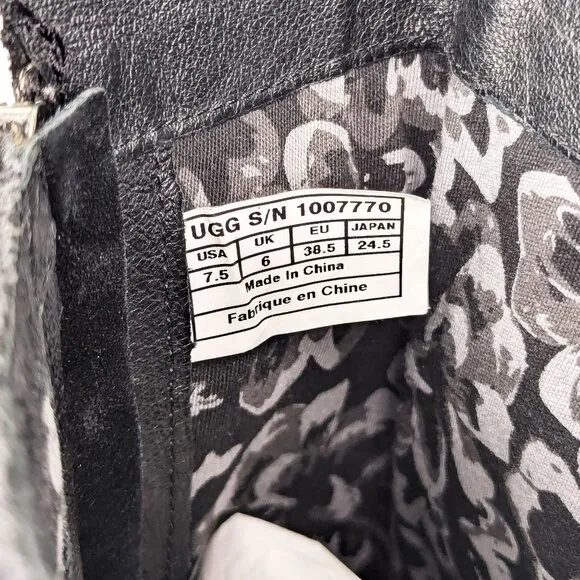 UGG S/N 1007770
USA UK EU JAPAN
7.5 6 38.5 24.5
Made In China
Fabrique en Chine